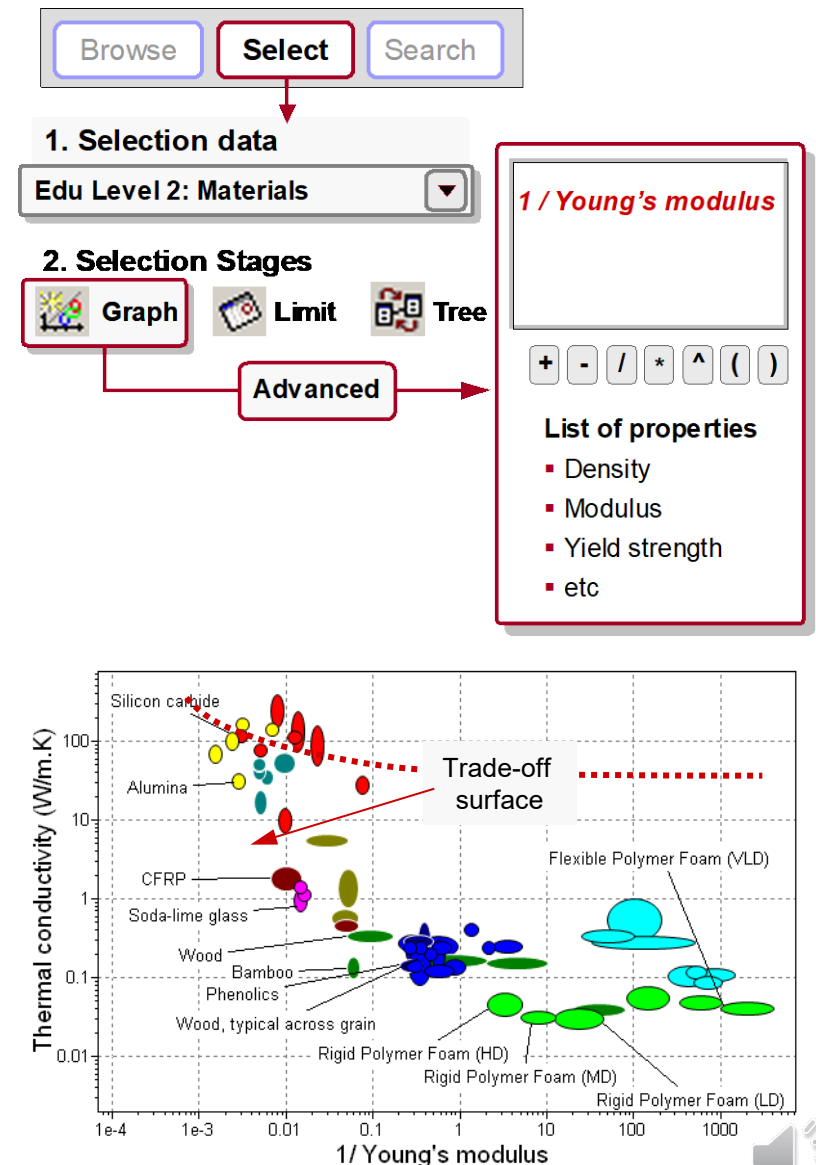 Browse
Select
Search
1. Selection data
Edu Level 2: Materials
2. Selection Stages
Graph
Limit
Tree
Advanced
1 / Young's modulus
+ - / * ^ ( )
List of properties
▪ Density
▪ Modulus
▪ Yield strength
▪ etc
Thermal conductivity (W/m.K)
100
10
1
0.1
0.01
Silicon carbide
Alumina
CFRP
Soda-lime glass
Wood
Bamboo
Phenolics
Wood, typical across grain
Rigid Polymer Foam (HD)
Rigid Polymer Foam (MD)
Rigid Polymer Foam (LD)
Flexible Polymer Foam (VLD)
Trade-off
surface
1e-4 1e-3 0.01 0.1 1 10 100 1000
1/ Young's modulus